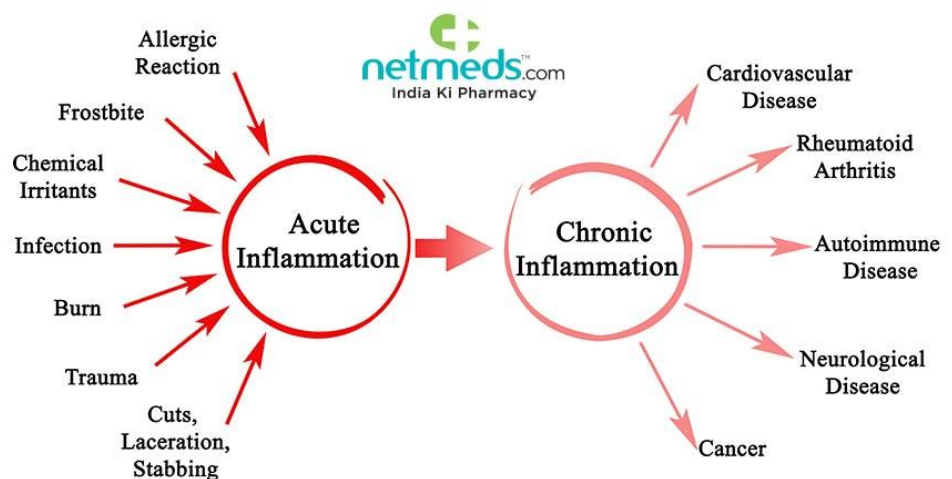 Allergic
Reaction
Frostbite
Chemical
Irritants
Infection
Burn
Trauma
Cuts,
Laceration,
Stabbing
Acute
Inflammation
netmeds.com™
India Ki Pharmacy
Chronic
Inflammation
Cardiovascular
Disease
Rheumatoid
Arthritis
Autoimmune
Disease
Neurological
Disease
Cancer